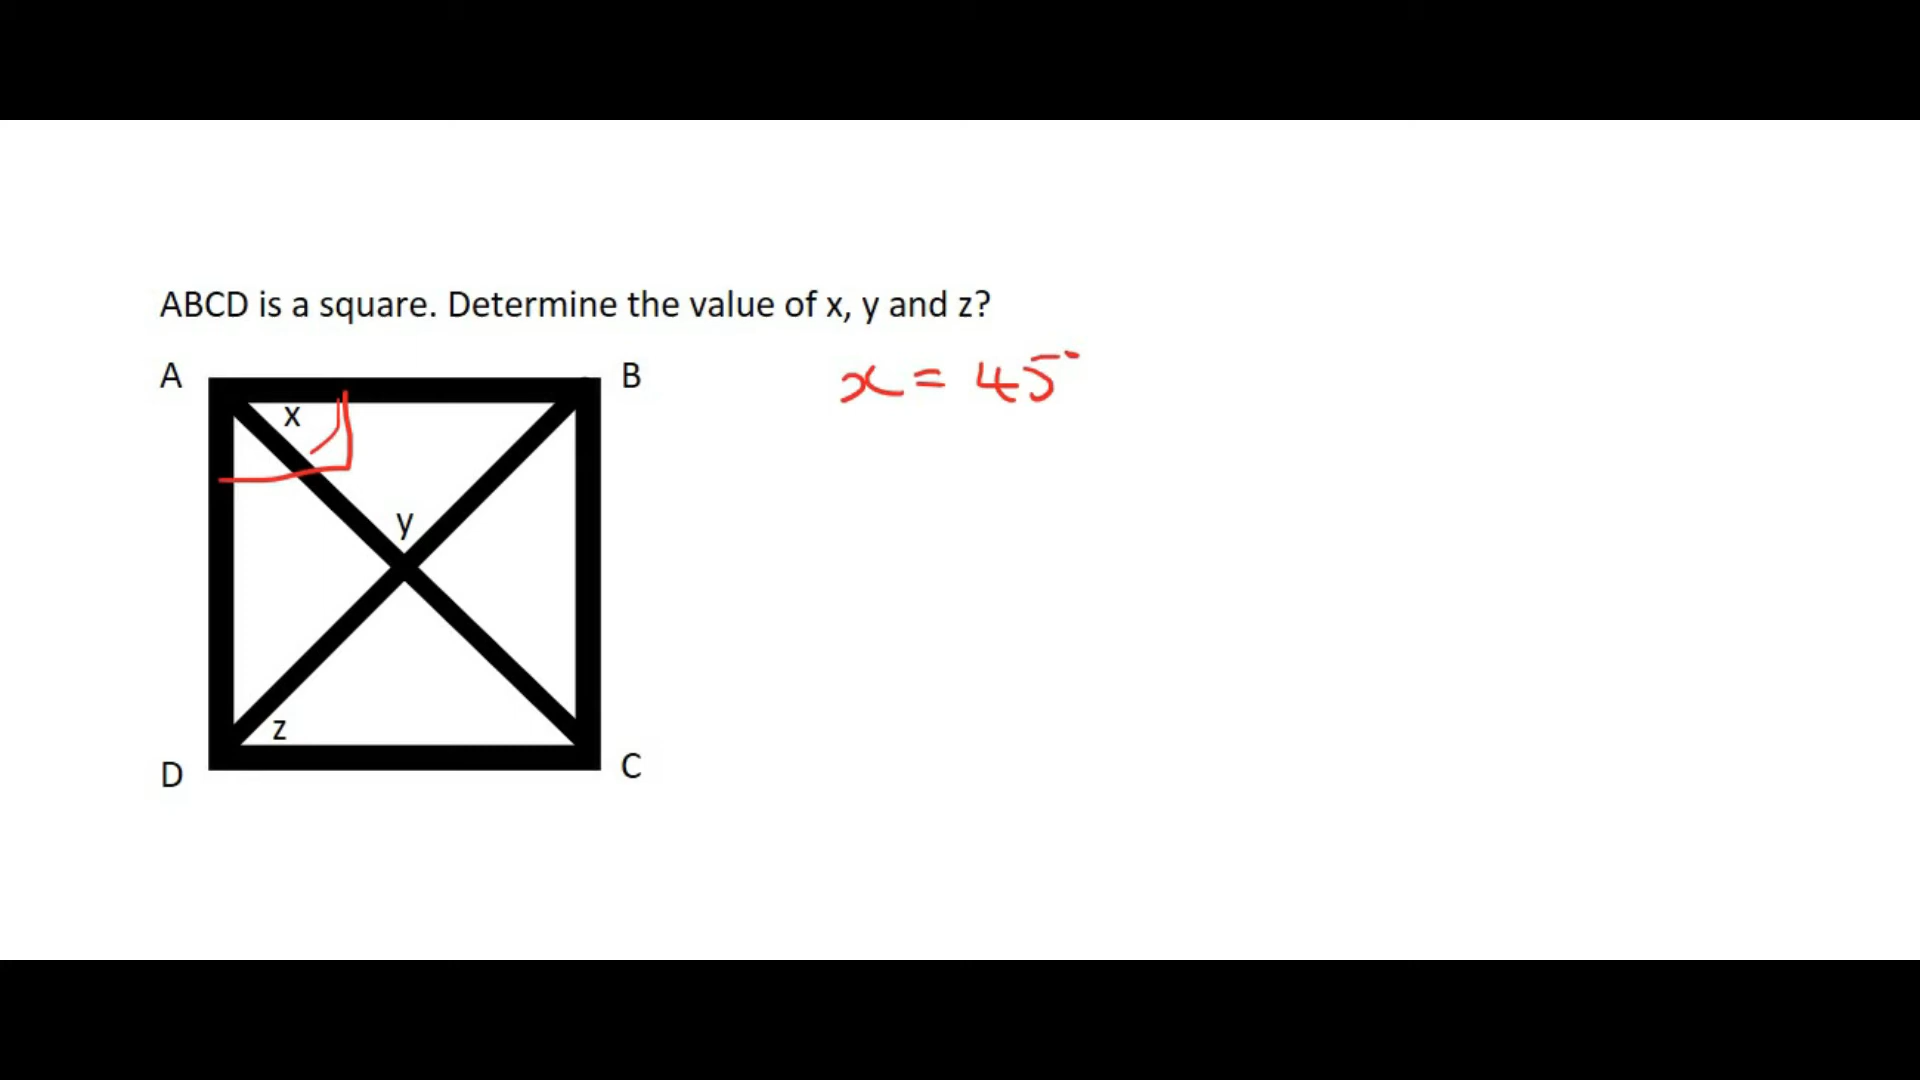 ABCD is a square. Determine the value of x, y and z?
A
B
x = 45°
x
y
z
D
C